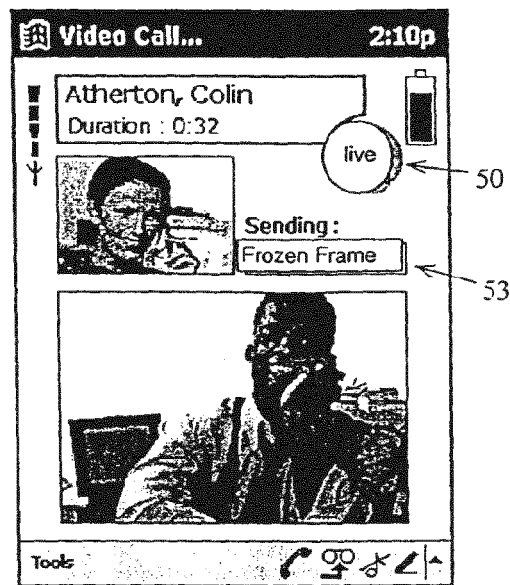 Video Call... 2:10p
Atherton, Colin
Duration : 0:32
live
50
Sending :
Frozen Frame
53
Tools